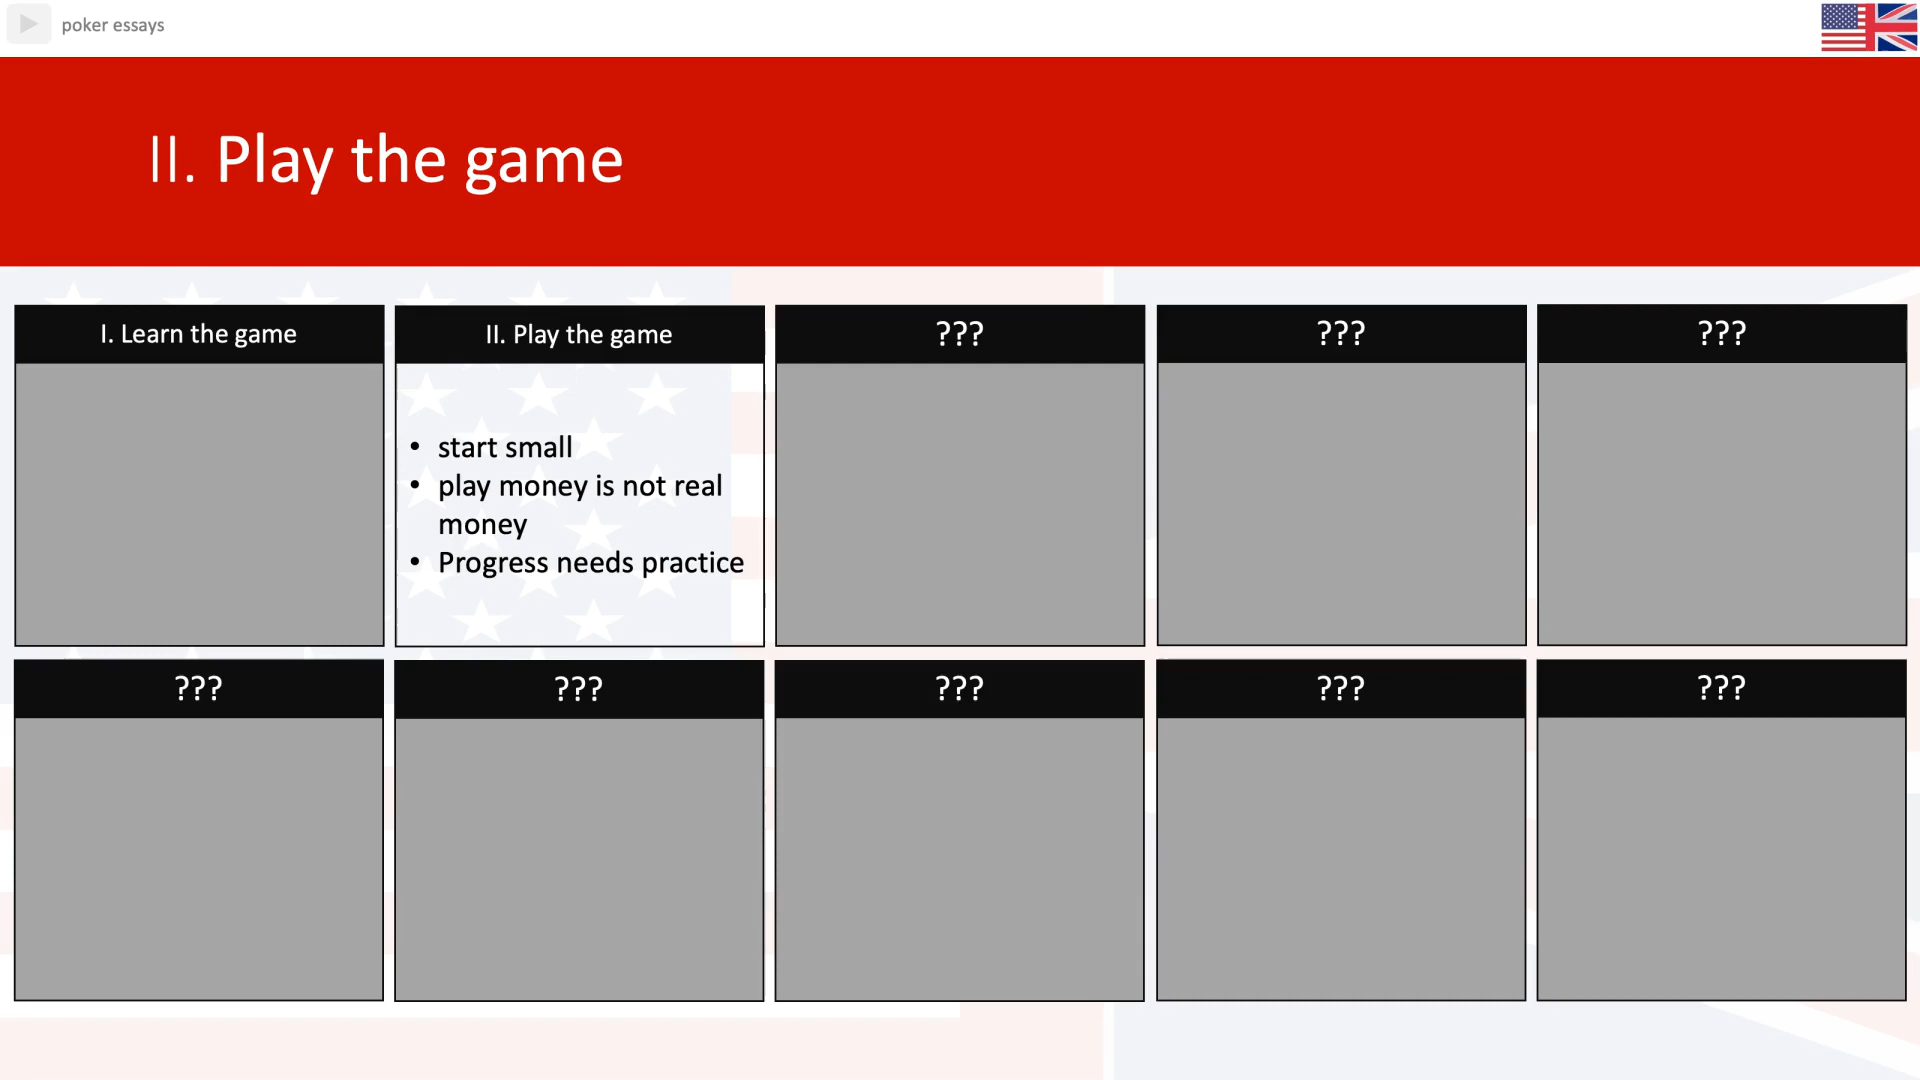 poker essays
II. Play the game
I. Learn the game
II. Play the game
???
???
???
• start small
• play money is not real
money
• Progress needs practice
???
???
???
???
???